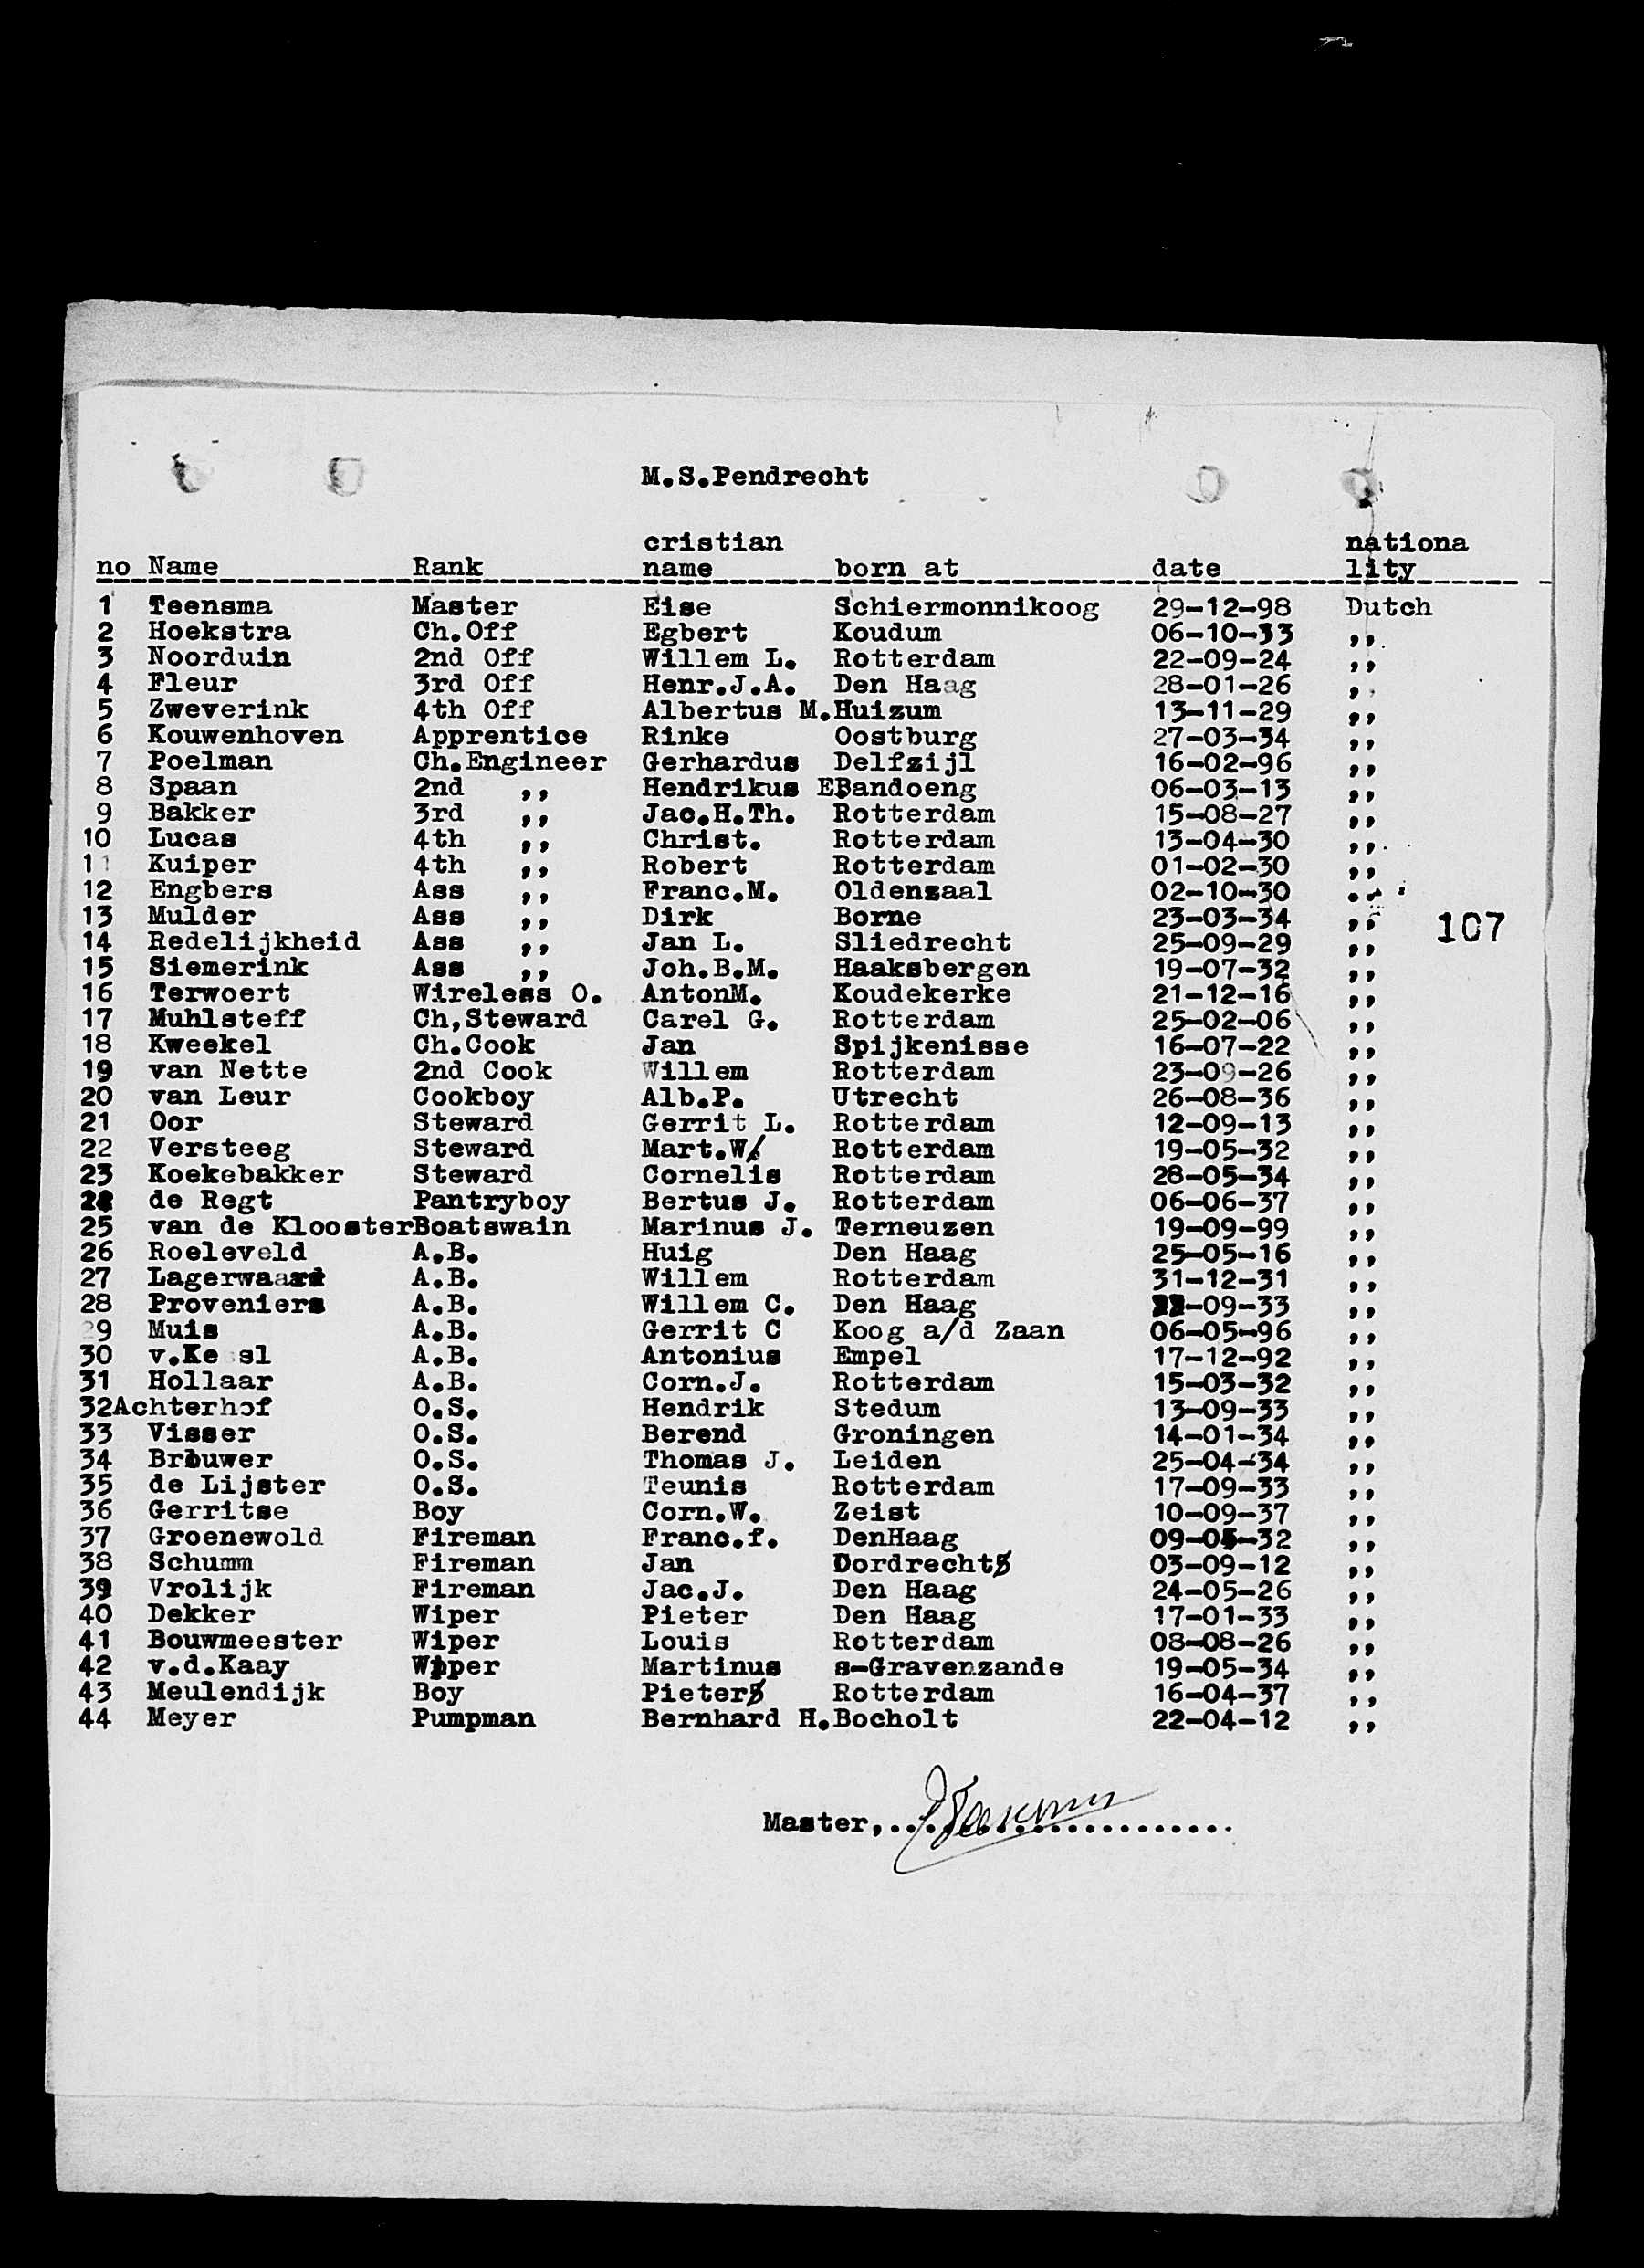 M.S.Pendrecht
cristian nationa
no Name Rank name born at date lity
1 Teensma Master Eise Schiermonnikoog 29-12-98 Dutch
2 Hoekstra Ch.Off Egbert Koudum 06-10-33 ,,
3 Noorduin 2nd Off Willem L. Rotterdam 22-09-24 ,,
4 Fleur 3rd Off Henr.J.A. Den Haag 28-01-26 ,,
5 Zweverink 4th Off Albertus M.Huizum 13-11-29 ,,
6 Kouwenhoven Apprentice Rinke Oostburg 27-03-34 ,,
7 Poelman Ch.Engineer Gerhardus Delfzijl 16-02-96 ,,
8 Spaan 2nd ,, Hendrikus E Bandoeng 06-03-13 ,,
9 Bakker 3rd ,, Jac.H.Th. Rotterdam 15-08-27 ,,
10 Lucas 4th ,, Christ. Rotterdam 13-04-30 ,,
11 Kuiper 4th ,, Robert Rotterdam 01-02-30 ,,
12 Engbers Ass ,, Franc.M. Oldenzaal 02-10-30 ,,
13 Mulder Ass ,, Dirk Borne 23-03-34 ,, 107
14 Redelijkheid Ass ,, Jan L. Sliedrecht 25-09-29 ,,
15 Siemerink Ass ,, Joh.B.M. Haaksbergen 19-07-32 ,,
16 Terwoert Wireless O. AntonM. Koudekerke 21-12-16 ,,
17 Muhlsteff Ch,Steward Carel G. Rotterdam 25-02-06 ,,
18 Kweekel Ch.Cook Jan Spijkenisse 16-07-22 ,,
19 van Nette 2nd Cook Willem Rotterdam 23-09-26 ,,
20 van Leur Cookboy Alb.P. Utrecht 26-08-36 ,,
21 Oor Steward Gerrit L. Rotterdam 12-09-13 ,,
22 Versteeg Steward Mart.W. Rotterdam 19-05-32 ,,
23 Koekebakker Steward Cornelis Rotterdam 28-05-34 ,,
24 de Regt Pantryboy Bertus J. Rotterdam 06-06-37 ,,
25 van de KloosterBoatswain Marinus J. Terneuzen 19-09-99 ,,
26 Roeleveld A.B. Huig Den Haag 25-05-16 ,,
27 Lagerwaard A.B. Willem Rotterdam 31-12-31 ,,
28 Proveniers A.B. Willem C. Den Haag -09-33 ,,
29 Muis A.B. Gerrit C Koog a/d Zaan 06-05-96 ,,
30 A.B. Antonius Empel 17-12-92 ,,
31 Hollaar A.B. Corn.J. Rotterdam 15-03-32 ,,
32Achterhof O.S. Hendrik Stedum 13-09-33 ,,
33 Visser O.S. Berend Groningen 14-01-34 ,,
34 Brouwer O.S. Thomas J. Leiden 25-04-34 ,,
35 de Lijster O.S. Teunis Rotterdam 17-09-33 ,,
36 Gerritse Boy Corn.W. Zeist 10-09-37 ,,
37 Groenewold Fireman Franc.f. DenHaag ,,
38 Schumm Fireman Jan Dordrecht 03-09-12 ,,
39 Vrolijk Fireman Jac.J. Den Haag 24-05-26 ,,
40 Dekker Wiper Pieter Den Haag 17-01-33 ,,
41 Bouwmeester Wiper Louis Rotterdam 08-08-26 ,,
42 v.d.Kaay Wiper Martinus s-Gravenzande 19-05-34 ,,
43 Meulendijk Boy Pieter Rotterdam 16-04-37 ,,
44 Meyer Pumpman Bernhard H.Bocholt 22-04-12 ,,
Master,...................